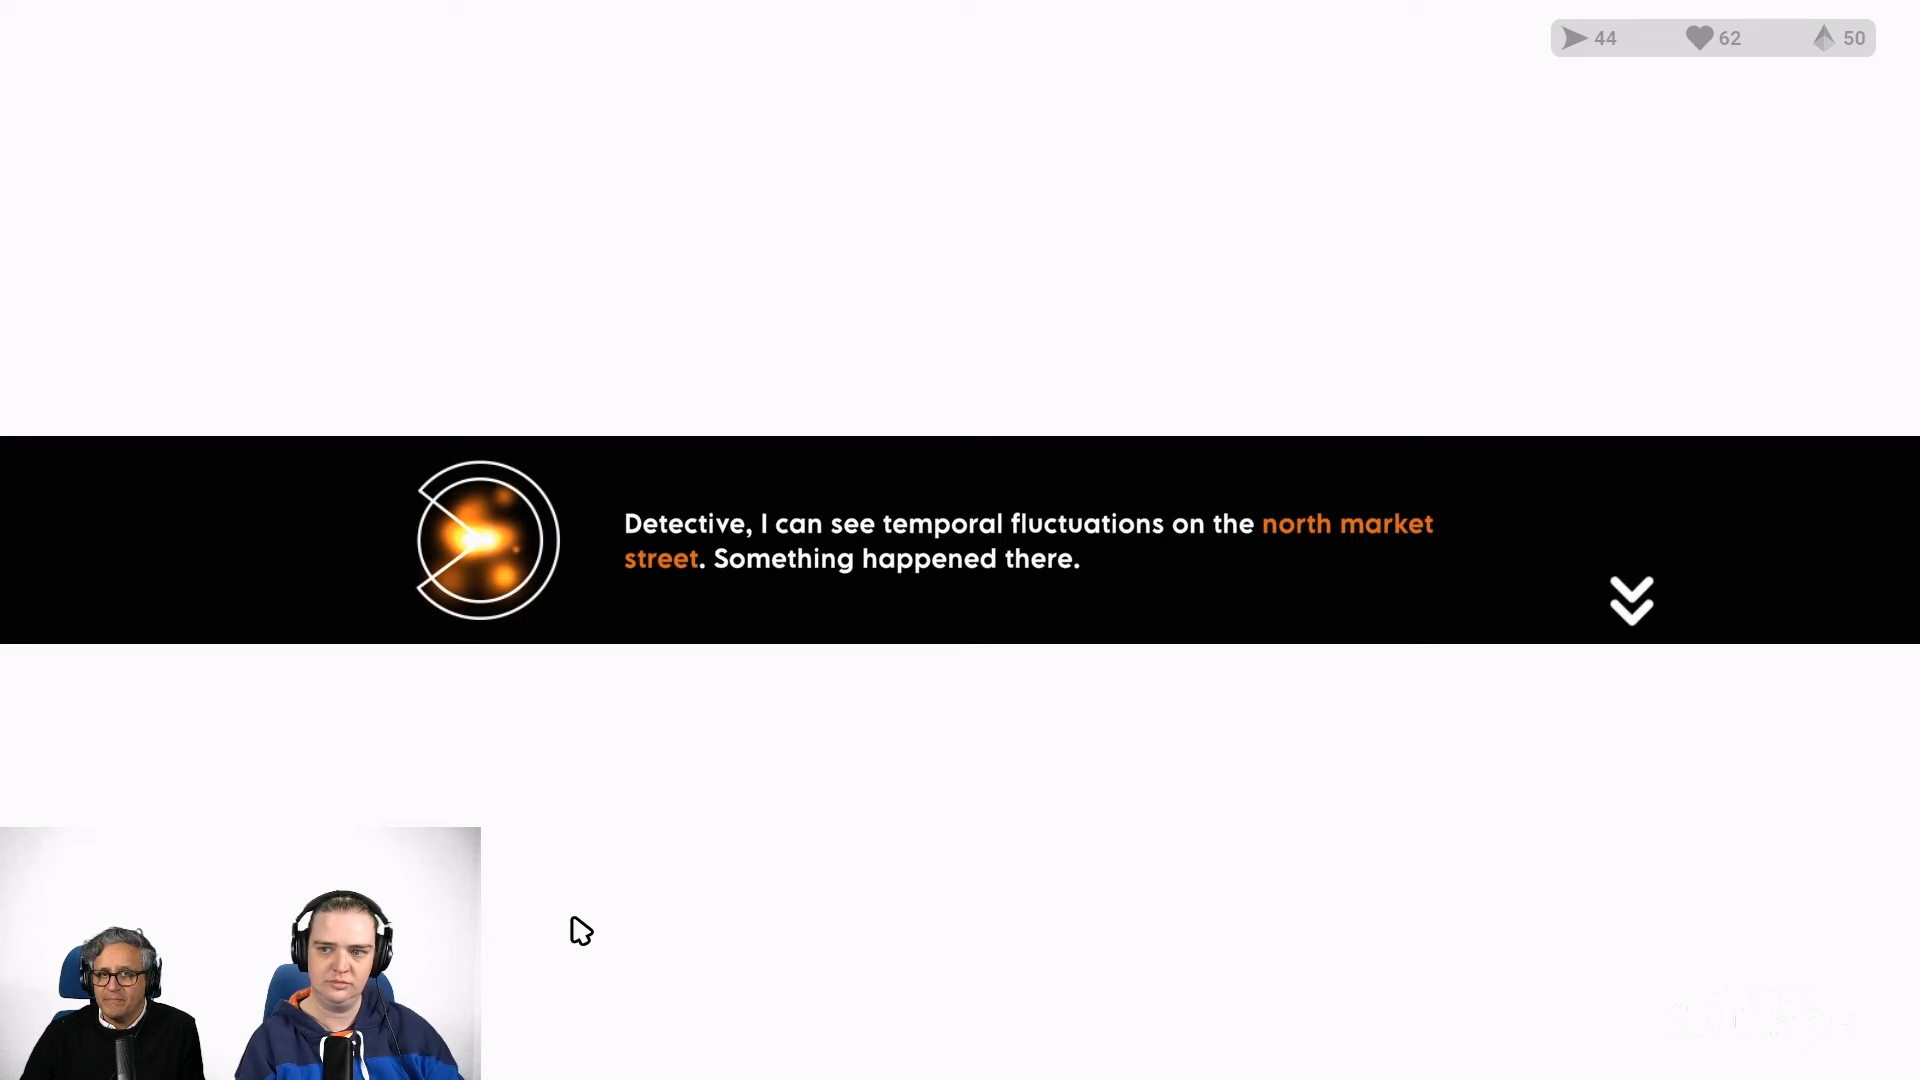 44 62 50
Detective, I can see temporal fluctuations on the north market
street. Something happened there.